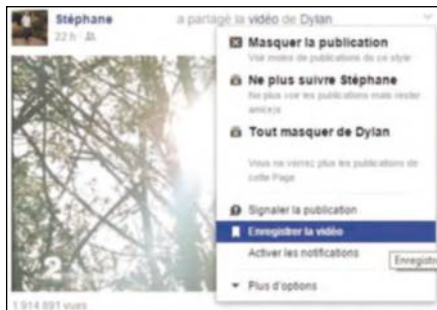 Stéphane a partagé la vidéo de Dylan
22 h
Masquer la publication
Voir moins de publications de ce style
Ne plus suivre Stéphane
Ne plus voir les publications mais rester
ami(e)s
Tout masquer de Dylan
Vous ne verrez plus les publications de
cette Page
Signaler la publication
Enregistrer la vidéo
Activer les notifications
Enregistre
Plus d'options
2
1 914 891 vues